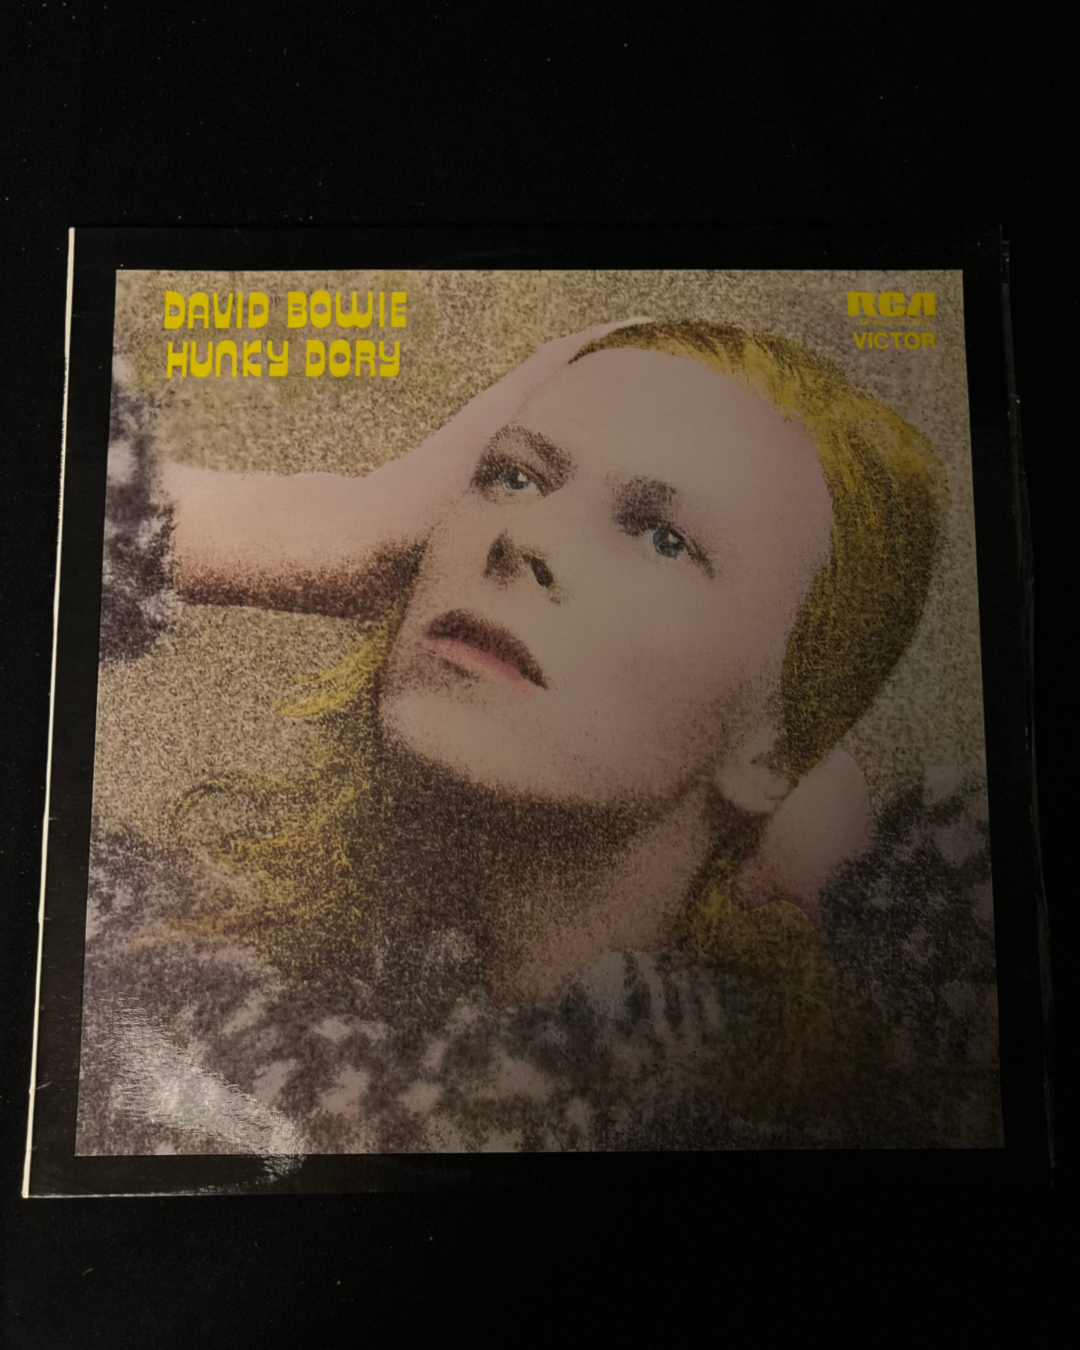 DAVID BOWIE
HUNKY DORY
RCA
VICTOR